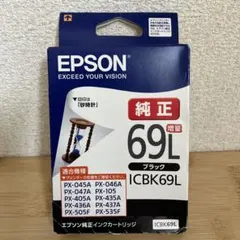 EPSON
EXCEED YOUR VISION
純正
目印は
「砂時計」
69L
増量
ブラック
ICBK69L
適合機種
PX-045A PX-046A
PX-047A PX-105
PX-405A PX-435A
PX-436A PX-437A
PX-505F PX-535F
エプソン純正インクカートリッジ
ICBK69L